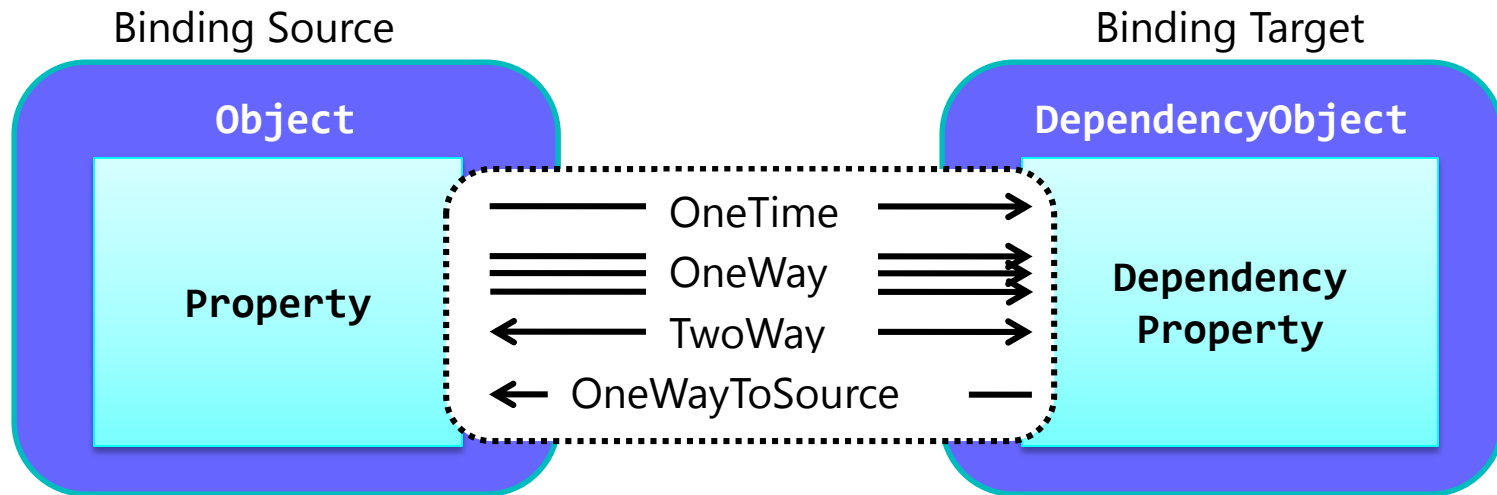 Binding Source
Binding Target
Object
DependencyObject
Property
OneTime
OneWay
TwoWay
OneWayToSource
Dependency
Property